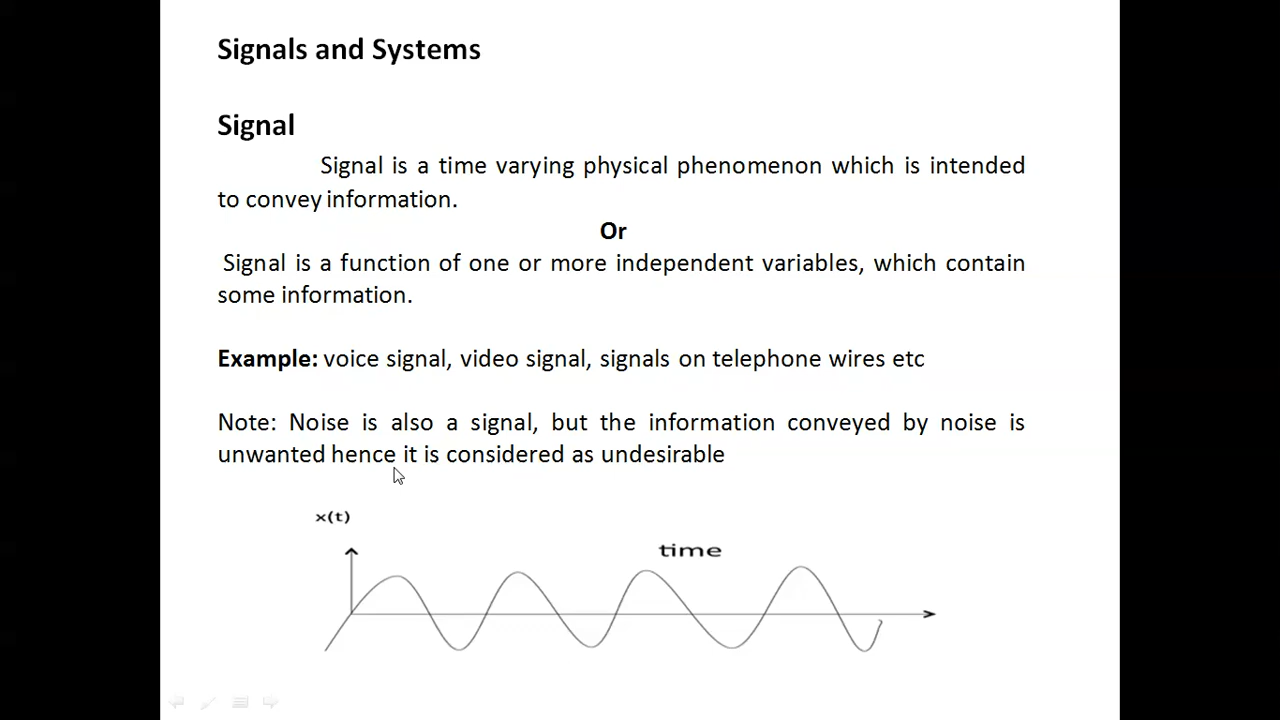 Signals and Systems
Signal
Signal is a time varying physical phenomenon which is intended
to convey information.
Or
Signal is a function of one or more independent variables, which contain
some information.
Example: voice signal, video signal, signals on telephone wires etc
Note: Noise is also a signal, but the information conveyed by noise is
unwanted hence it is considered as undesirable
x(t)
time